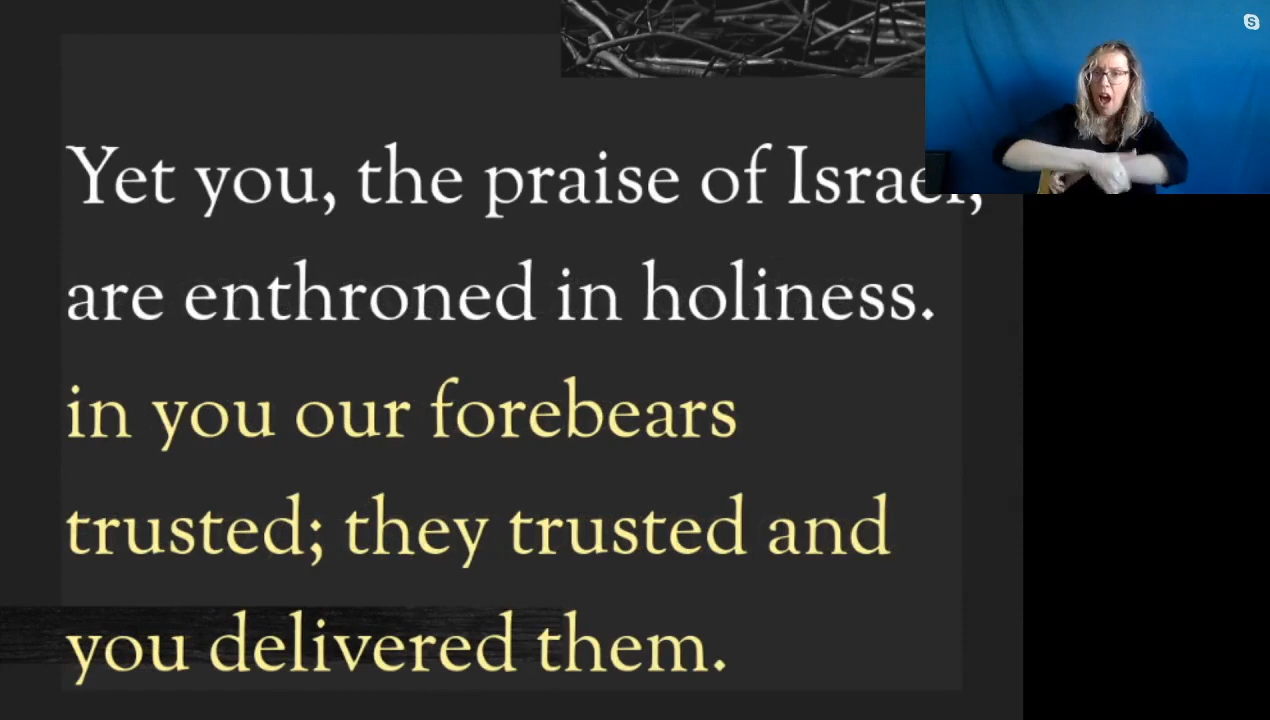 Yet you, the praise of Israel,
are enthroned in holiness.
in you our forebears
trusted; they trusted and
you delivered them.